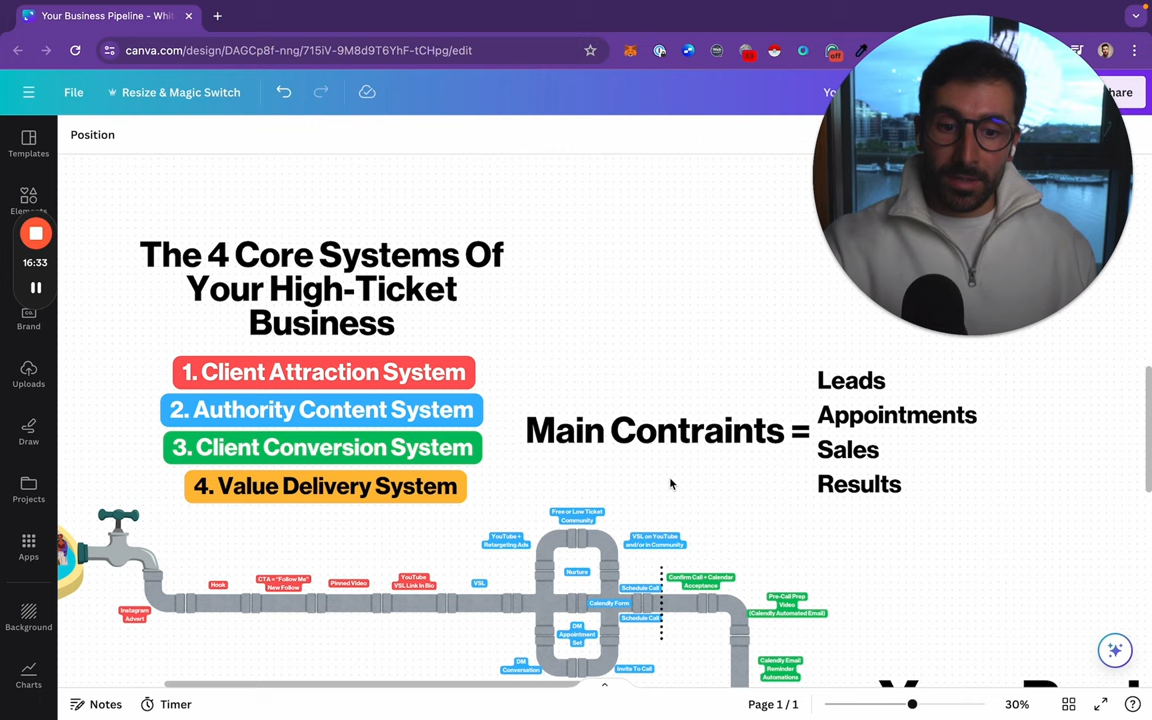 Your Business Pipeline - Whit
canva.com/design/DAGCp8f-nng/715iV-9M8d9T6YhF-tCHpg/edit
off
File
Resize & Magic Switch
Yo
hare
Position
Templates
Elements
16:33
Brand
Uploads
Draw
Projects
Apps
Background
Charts
The 4 Core Systems Of
Your High-Ticket
Business
1. Client Attraction System
2. Authority Content System
3. Client Conversion System
4. Value Delivery System
Main Contraints =
Leads
Appointments
Sales
Results
Instagram
Advert
Hook
CTA = "Follow Me"
New Follow
Pinned Video
YouTube
VSL Link In Bio
VSL
YouTube +
Retargeting Ads
Free or Low Ticket
Community
VSL on YouTube
and/or in Community
Nurture
Schedule Call
Calendly Form
Schedule Call
DM
Appointment
Set
DM
Conversation
Invite To Call
Confirm Call + Calendar
Acceptance
Pre-Call Prep
Video
(Calendly Automated Email)
Calendly Email
Reminder
Automations
Notes
Timer
Page 1 / 1
30%